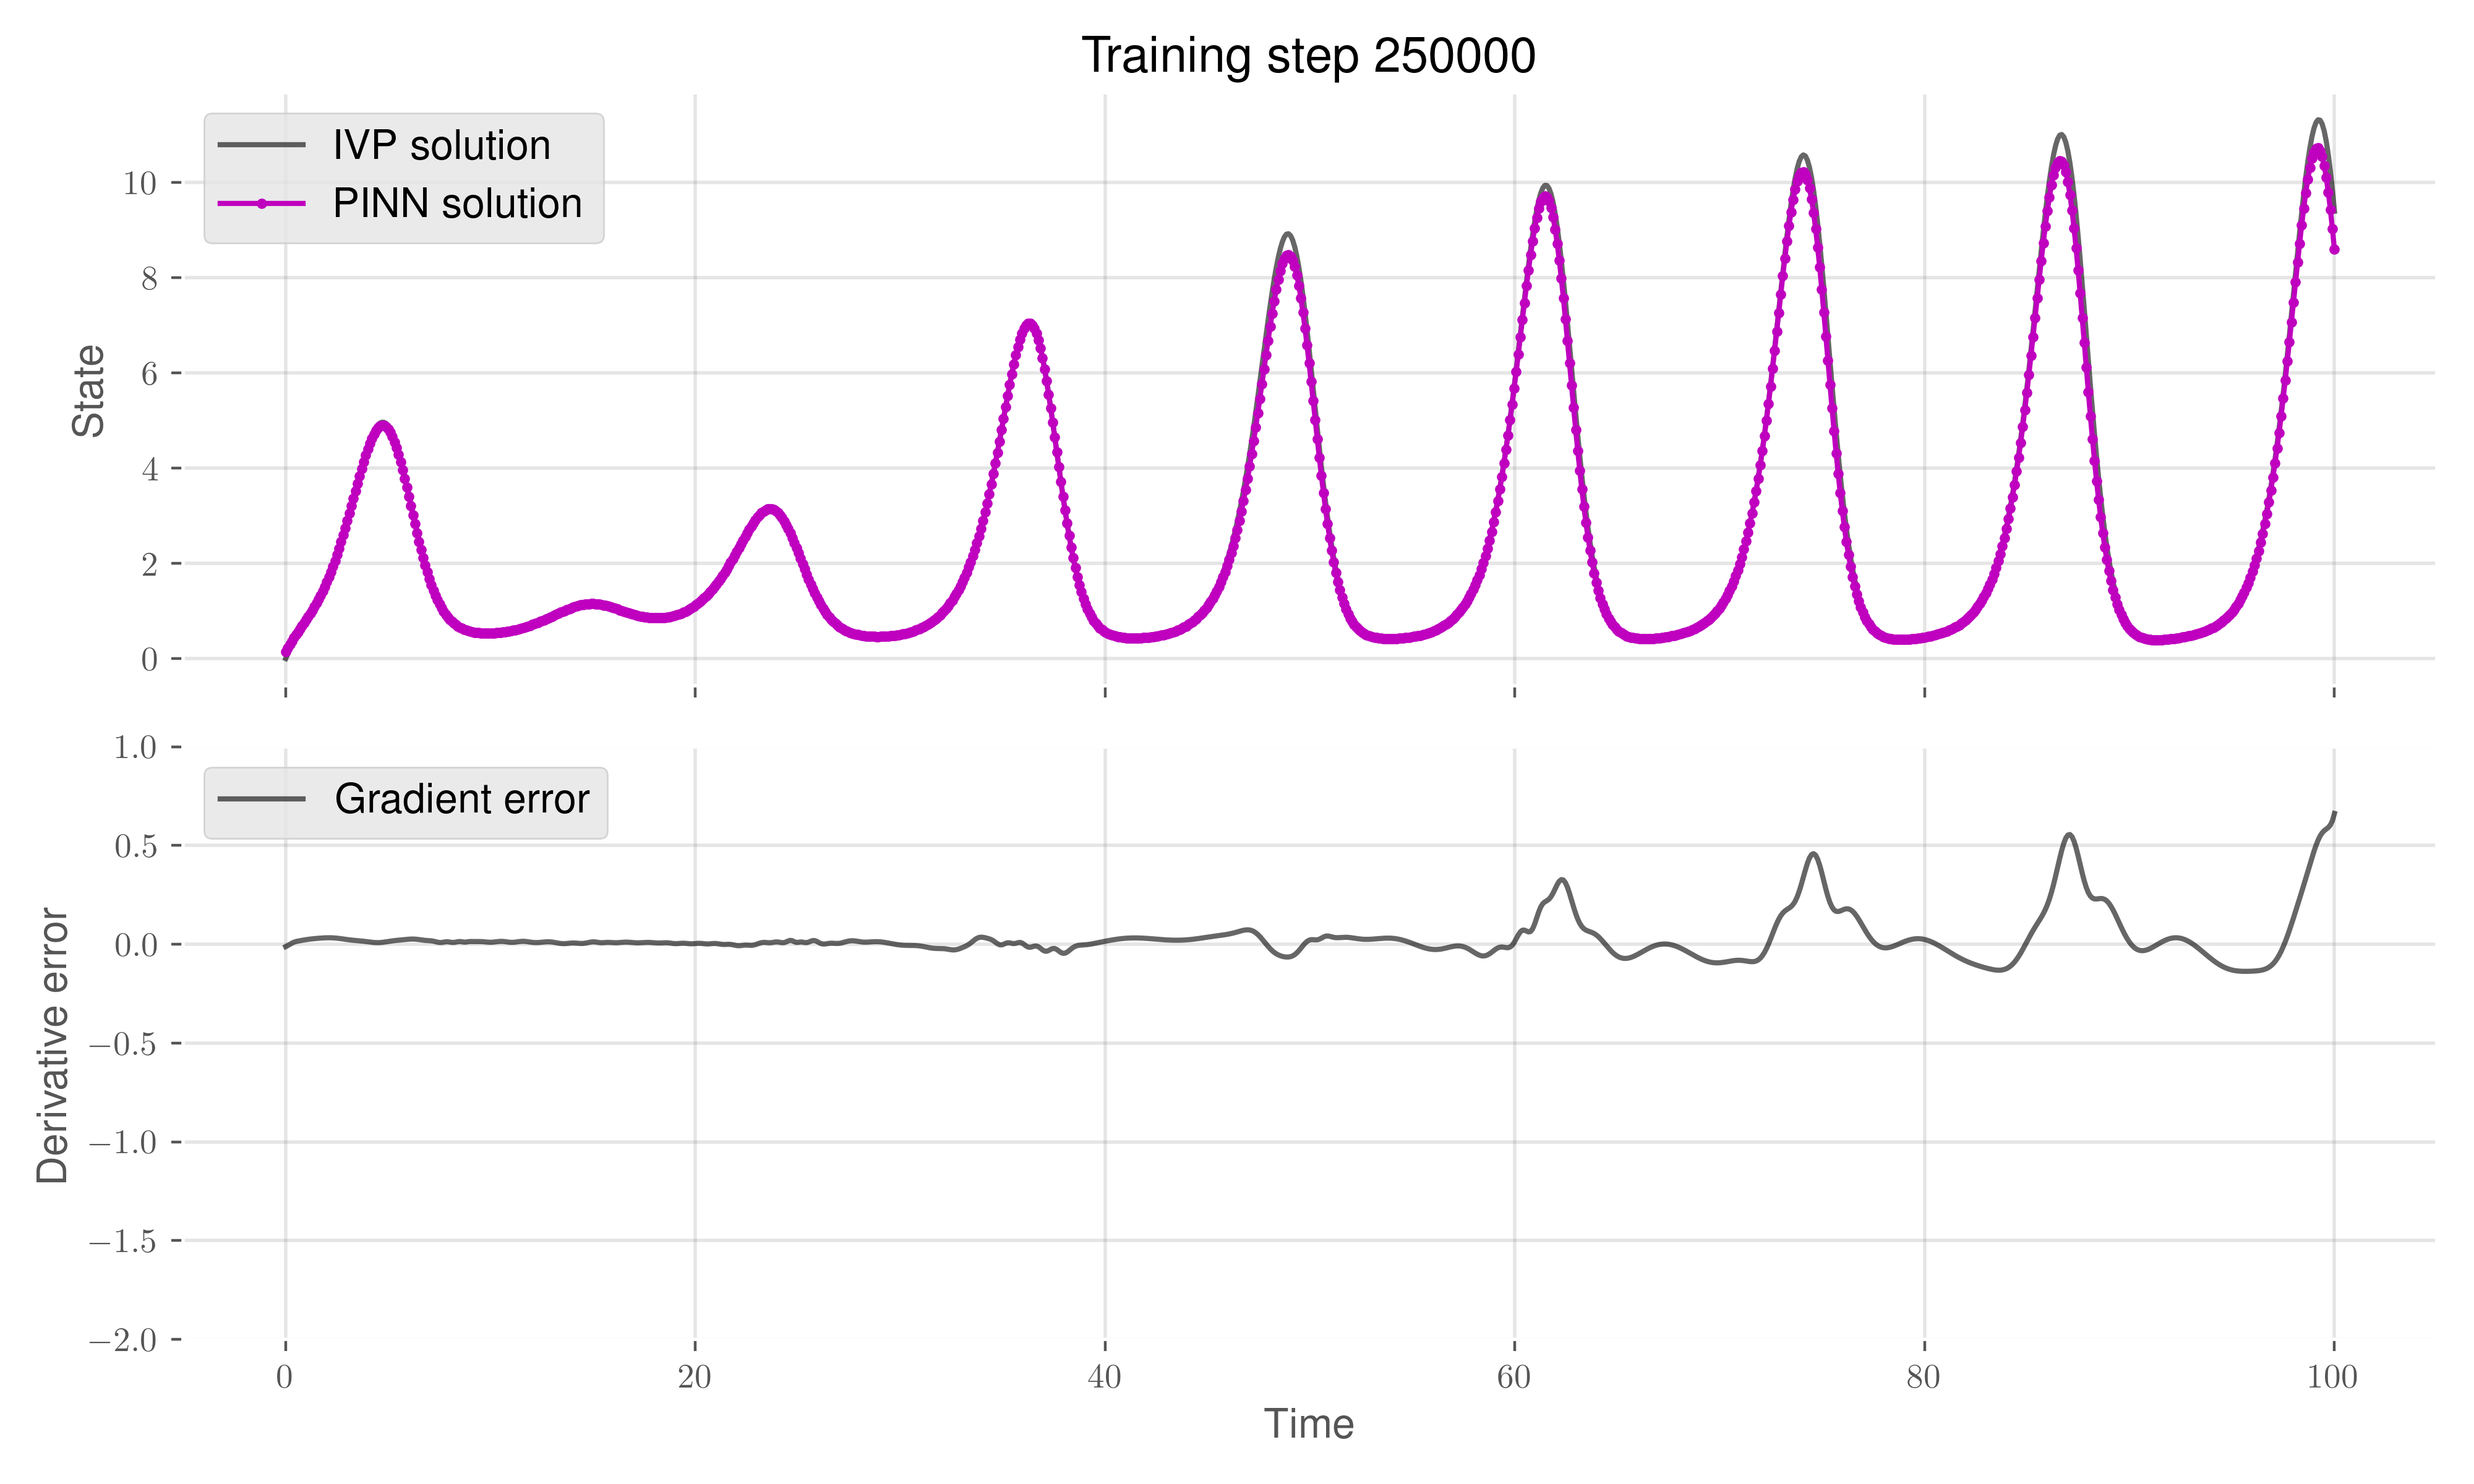 Training step 250000
IVP solution
PINN solution
10
8
6
4
2
0
State
1.0
Gradient error
0.5
0.0
−0.5
−1.0
−1.5
−2.0
Derivative error
0 20 40 60 80 100
Time